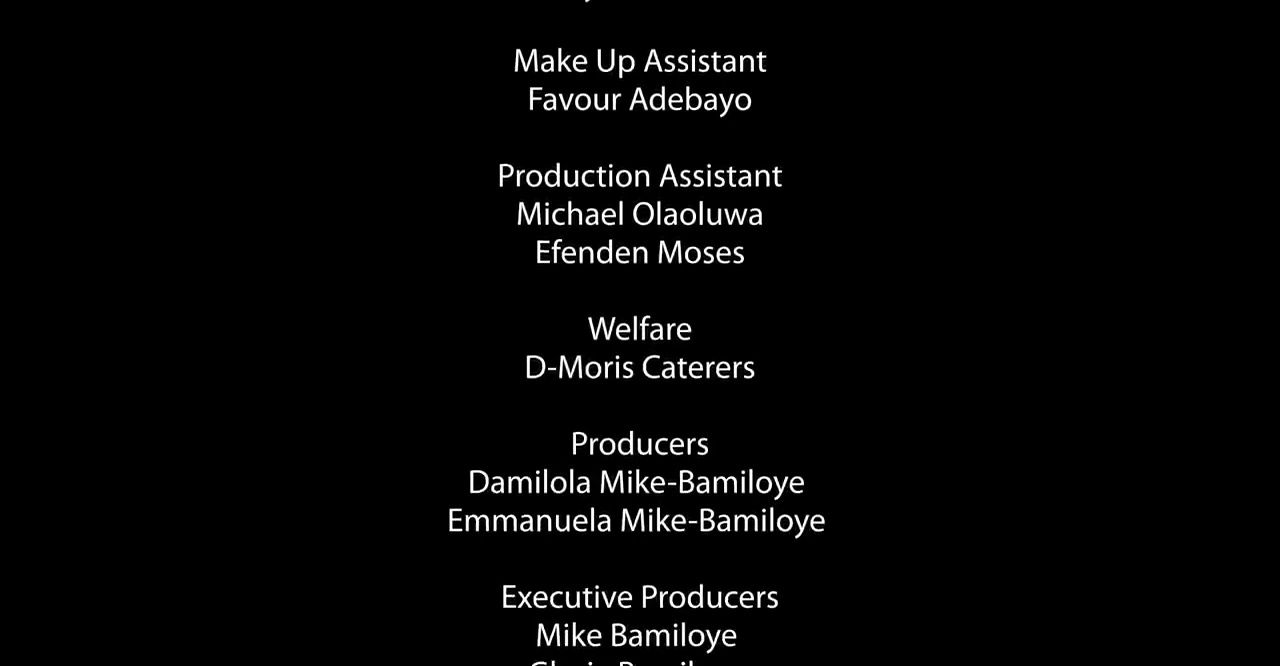 Make Up Assistant
Favour Adebayo
Production Assistant
Michael Olaoluwa
Efenden Moses
Welfare
D-Moris Caterers
Producers
Damilola Mike-Bamiloye
Emmanuela Mike-Bamiloye
Executive Producers
Mike Bamiloye